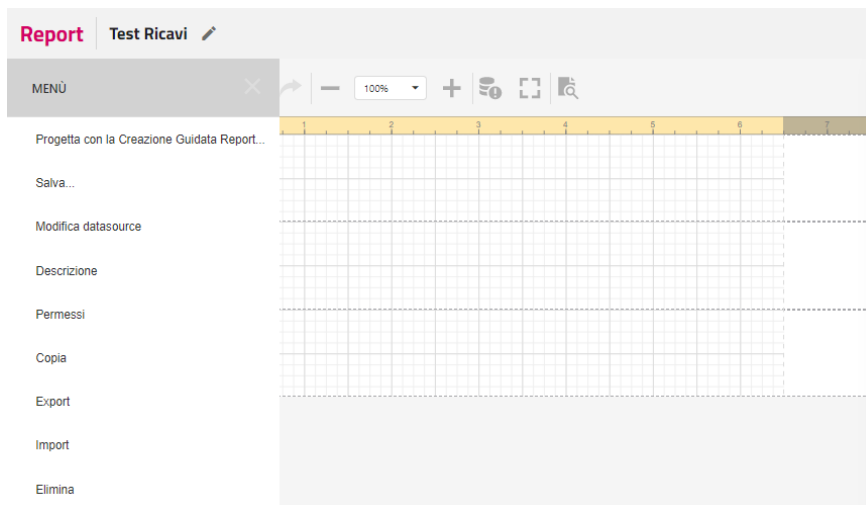 Report Test Ricavi
MENÙ
100%
1 2 3 4 5 6 7
Progetta con la Creazione Guidata Report...
Salva...
Modifica datasource
Descrizione
Permessi
Copia
Export
Import
Elimina